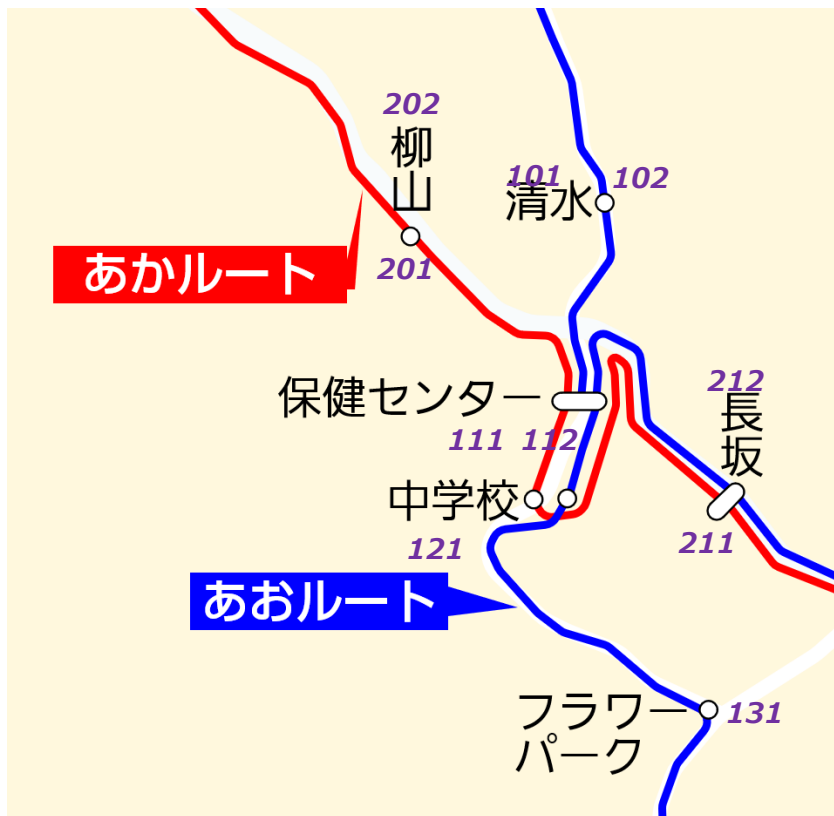 202
柳山
101
102
清水
あかルート
201
212
長坂
保健センター
111
112
中学校
211
121
あおルート
フラワー
パーク
131